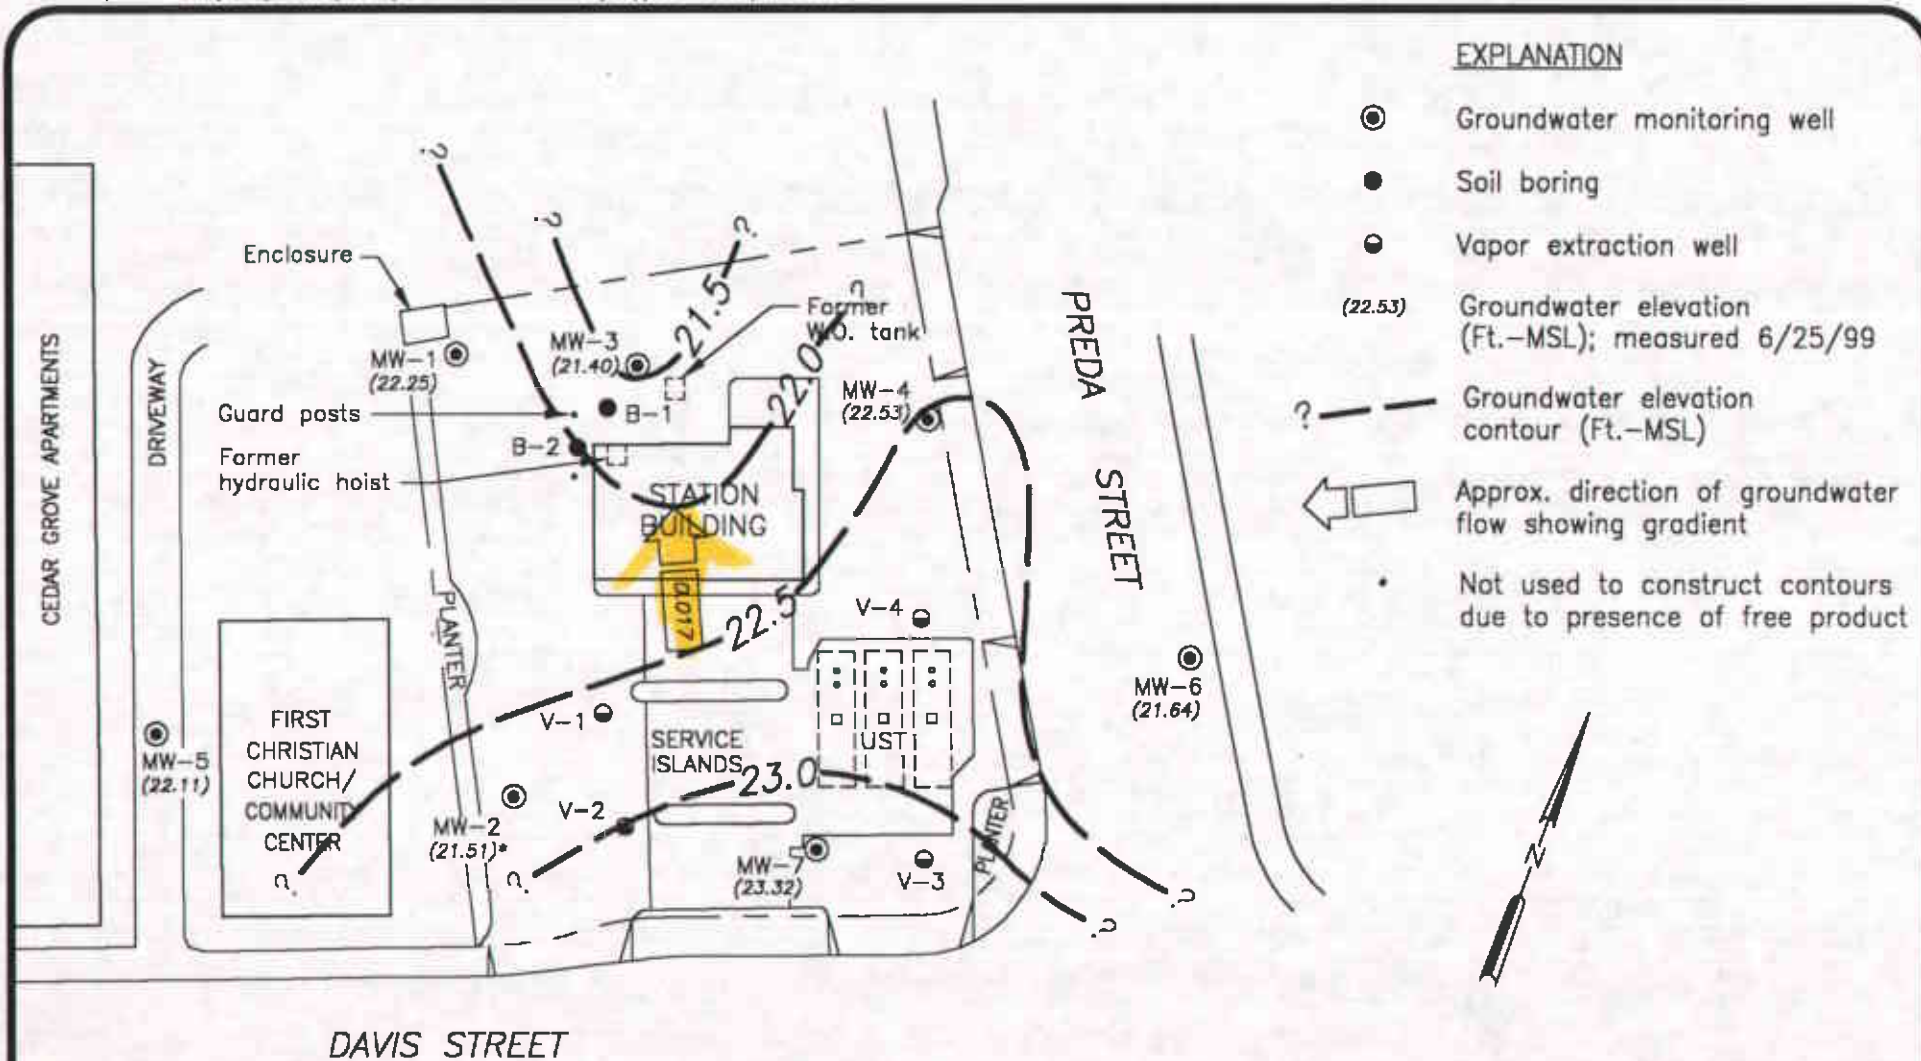 EXPLANATION
Groundwater monitoring well
Soil boring
Vapor extraction well
(22.53)
Groundwater elevation
(Ft.-MSL); measured 6/25/99
?
Groundwater elevation
contour (Ft.-MSL)
Approx. direction of groundwater
flow showing gradient
Not used to construct contours
due to presence of free product
?
?
?
?
Enclosure
21.5
Former
W.O. tank
MW-1
(22.25)
MW-3
(21.40)
22.0
MW-4
(22.53)
Guard posts
B-1
B-2
Former
hydraulic hoist
STATION
BUILDING
0.017
22.5
CEDAR GROVE APARTMENTS
DRIVEWAY
PLANTER
PREDA STREET
V-4
MW-6
(21.64)
V-1
MW-5
(22.11)
FIRST
CHRISTIAN
CHURCH/
COMMUNITY
CENTER
?
SERVICE
ISLANDS
UST
23.0
V-2
MW-2
(21.51)*
?
MW-7
(23.32)
V-3
PLANTER
?
?
N
DAVIS STREET